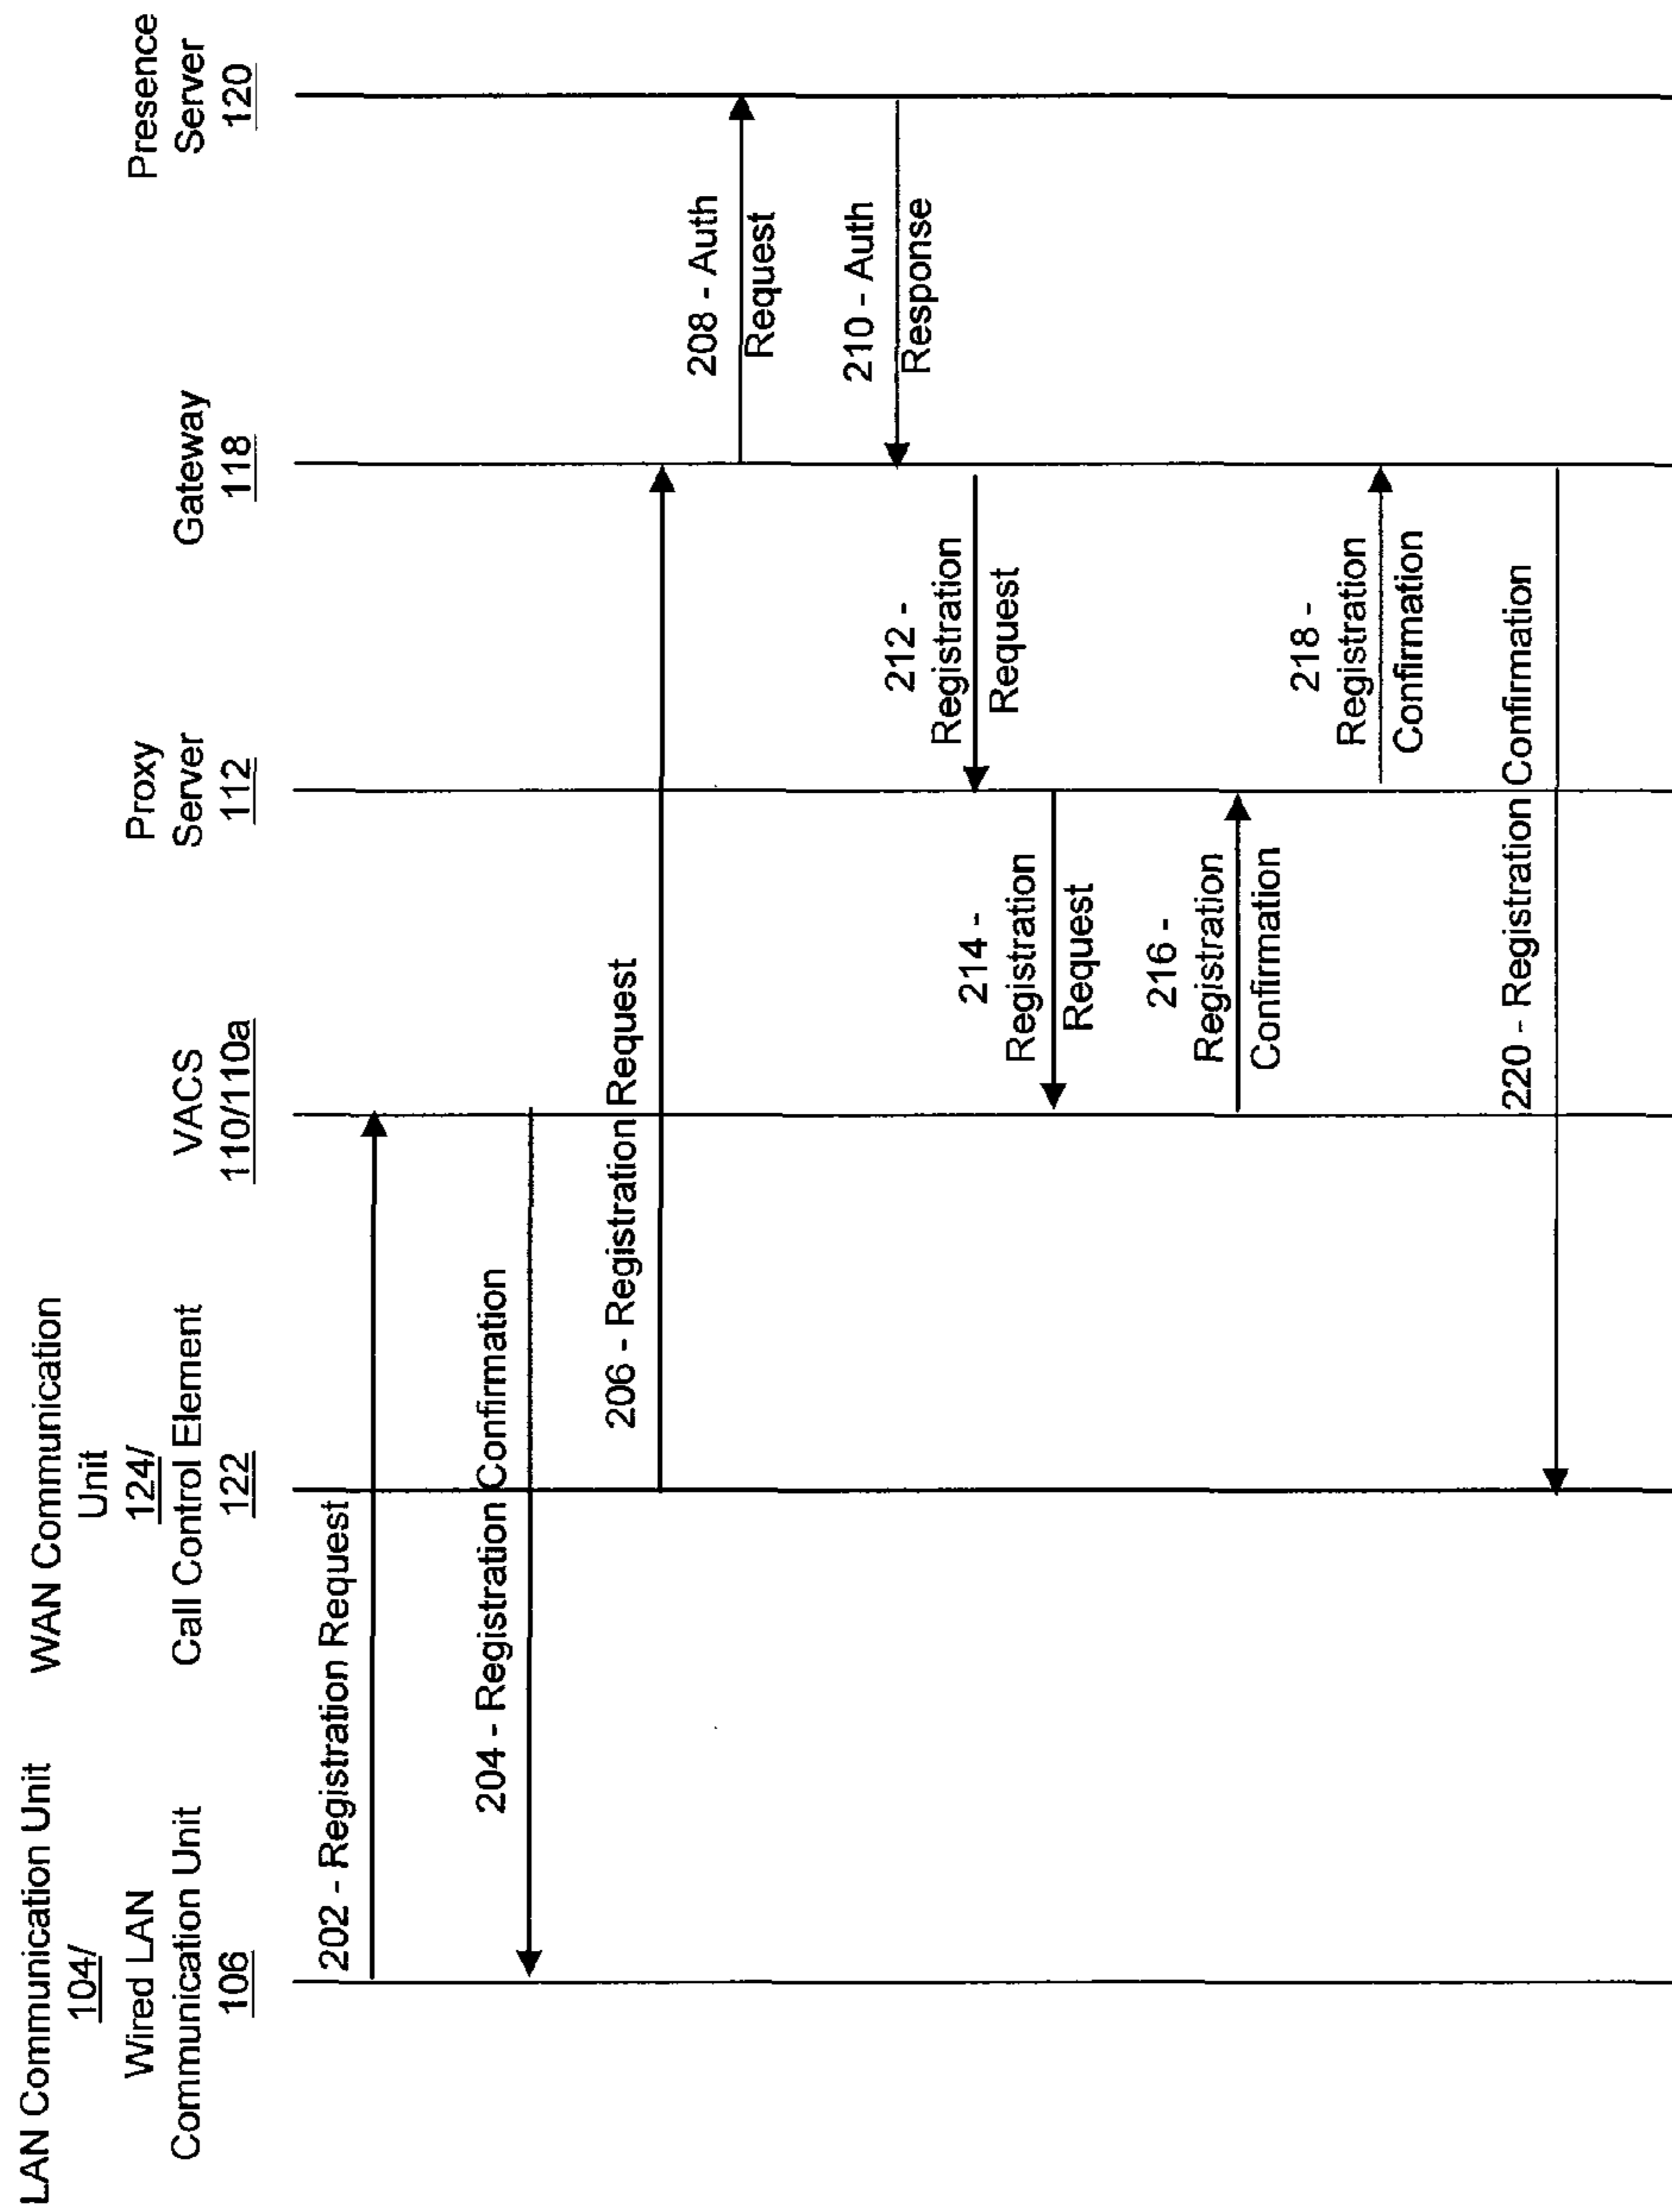 LAN Communication Unit
104/
Wired LAN
Communication Unit
106
WAN Communication
Unit
124/
Call Control Element
122
VACS
110/110a
Proxy
Server
112
Gateway
118
Presence
Server
120
202 - Registration Request
204 - Registration Confirmation
206 - Registration Request
208 - Auth
Request
210 - Auth
Response
212 -
Registration
Request
214 -
Registration
Request
216 -
Registration
Confirmation
218 -
Registration
Confirmation
220 - Registration Confirmation